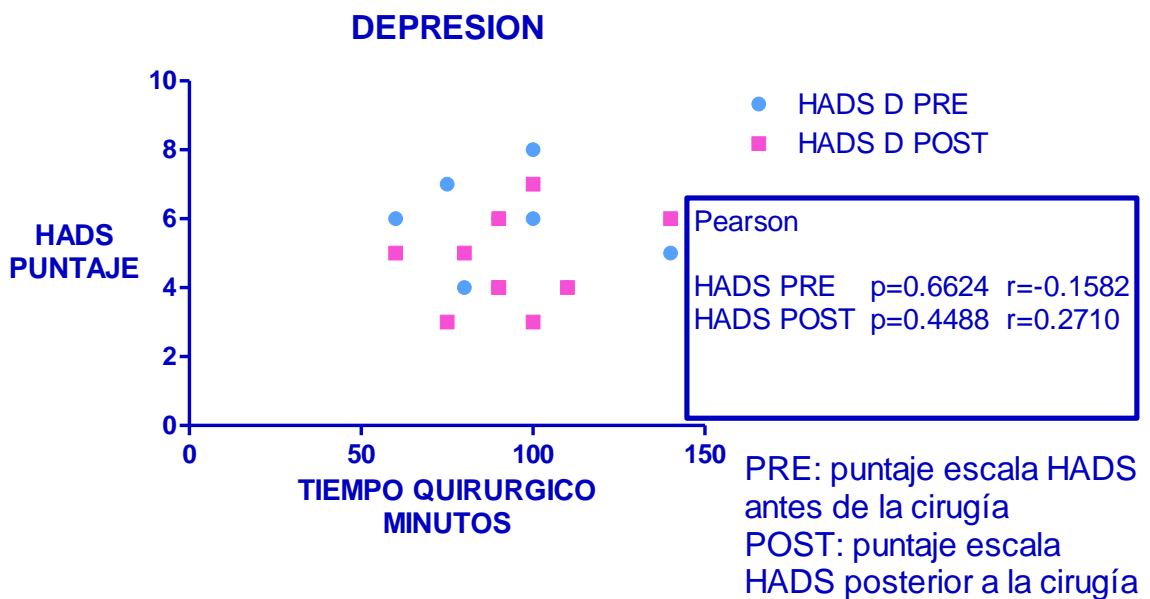 DEPRESION
10
8
6
4
2
0
HADS
PUNTAJE
0 50 100 150
TIEMPO QUIRURGICO
MINUTOS
HADS D PRE
HADS D POST
Pearson
HADS PRE p=0.6624 r=-0.1582
HADS POST p=0.4488 r=0.2710
PRE: puntaje escala HADS
antes de la cirugía
POST: puntaje escala
HADS posterior a la cirugía